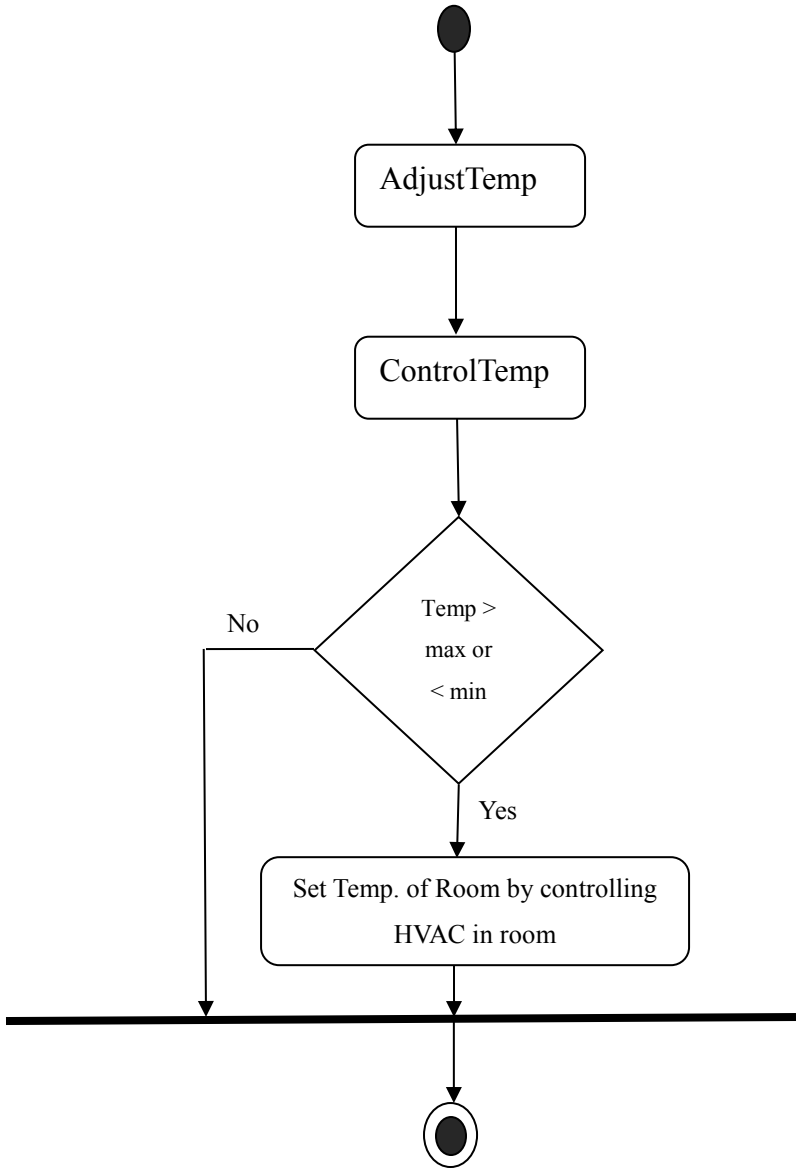 AdjustTemp
ControlTemp
Temp >
max or
< min
No
Yes
Set Temp. of Room by controlling
HVAC in room